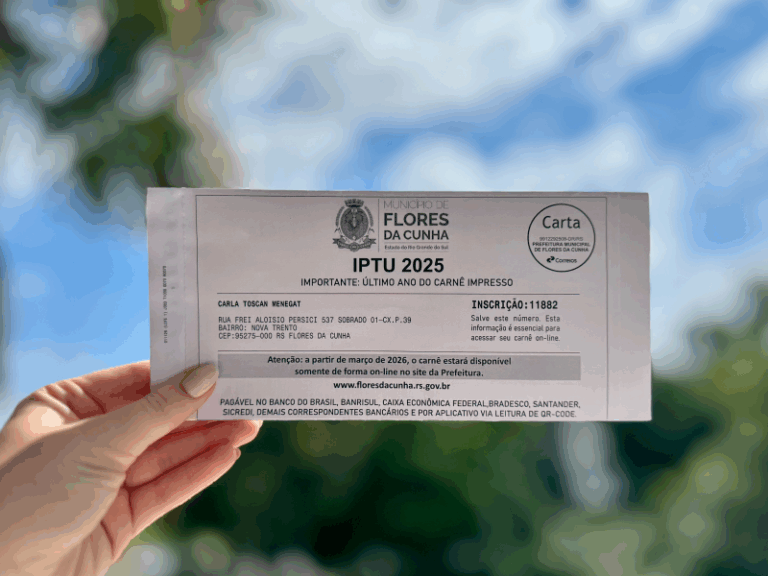 MUNICÍPIO DE
FLORES
DA CUNHA
Estado do Rio Grande do Sul
Carta
PREFEITURA MUNICIPAL
DE FLORES DA CUNHA
Correios
IPTU 2025
IMPORTANTE: ÚLTIMO ANO DO CARNÊ IMPRESSO
CARLA TOSCAN MENEGAT
RUA FREI ALOISIO PERSICI 537 SOBRADO 01-CX.P.39
BAIRRO: NOVA TRENTO
CEP:95275-000 RS FLORES DA CUNHA
INSCRIÇÃO:11882
Salve este número. Esta
informação é essencial para
acessar seu carnê on-line.
Atenção: a partir de março de 2026, o carnê estará disponível
somente de forma on-line no site da Prefeitura.
www.floresdacunha.rs.gov.br
PAGÁVEL NO BANCO DO BRASIL, BANRISUL, CAIXA ECONÔMICA FEDERAL,BRADESCO, SANTANDER,
SICREDI, DEMAIS CORRESPONDENTES BANCÁRIOS E POR APLICATIVO VIA LEITURA DE QR-CODE.